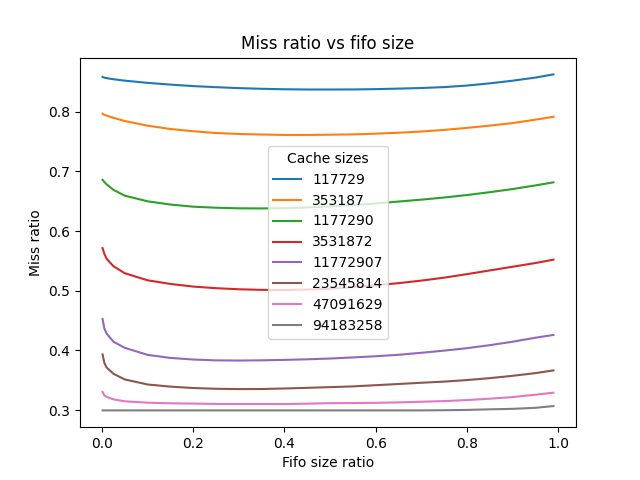 Miss ratio vs fifo size
Miss ratio
0.8
0.7
0.6
0.5
0.4
0.3
Cache sizes
117729
353187
1177290
3531872
11772907
23545814
47091629
94183258
0.0 0.2 0.4 0.6 0.8 1.0
Fifo size ratio